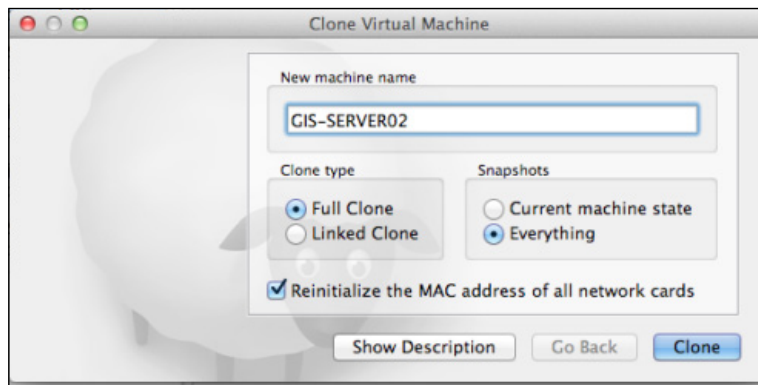 Clone Virtual Machine
New machine name
GIS-SERVER02
Clone type
Full Clone
Linked Clone
Snapshots
Current machine state
Everything
Reinitialize the MAC address of all network cards
Show Description
Go Back
Clone